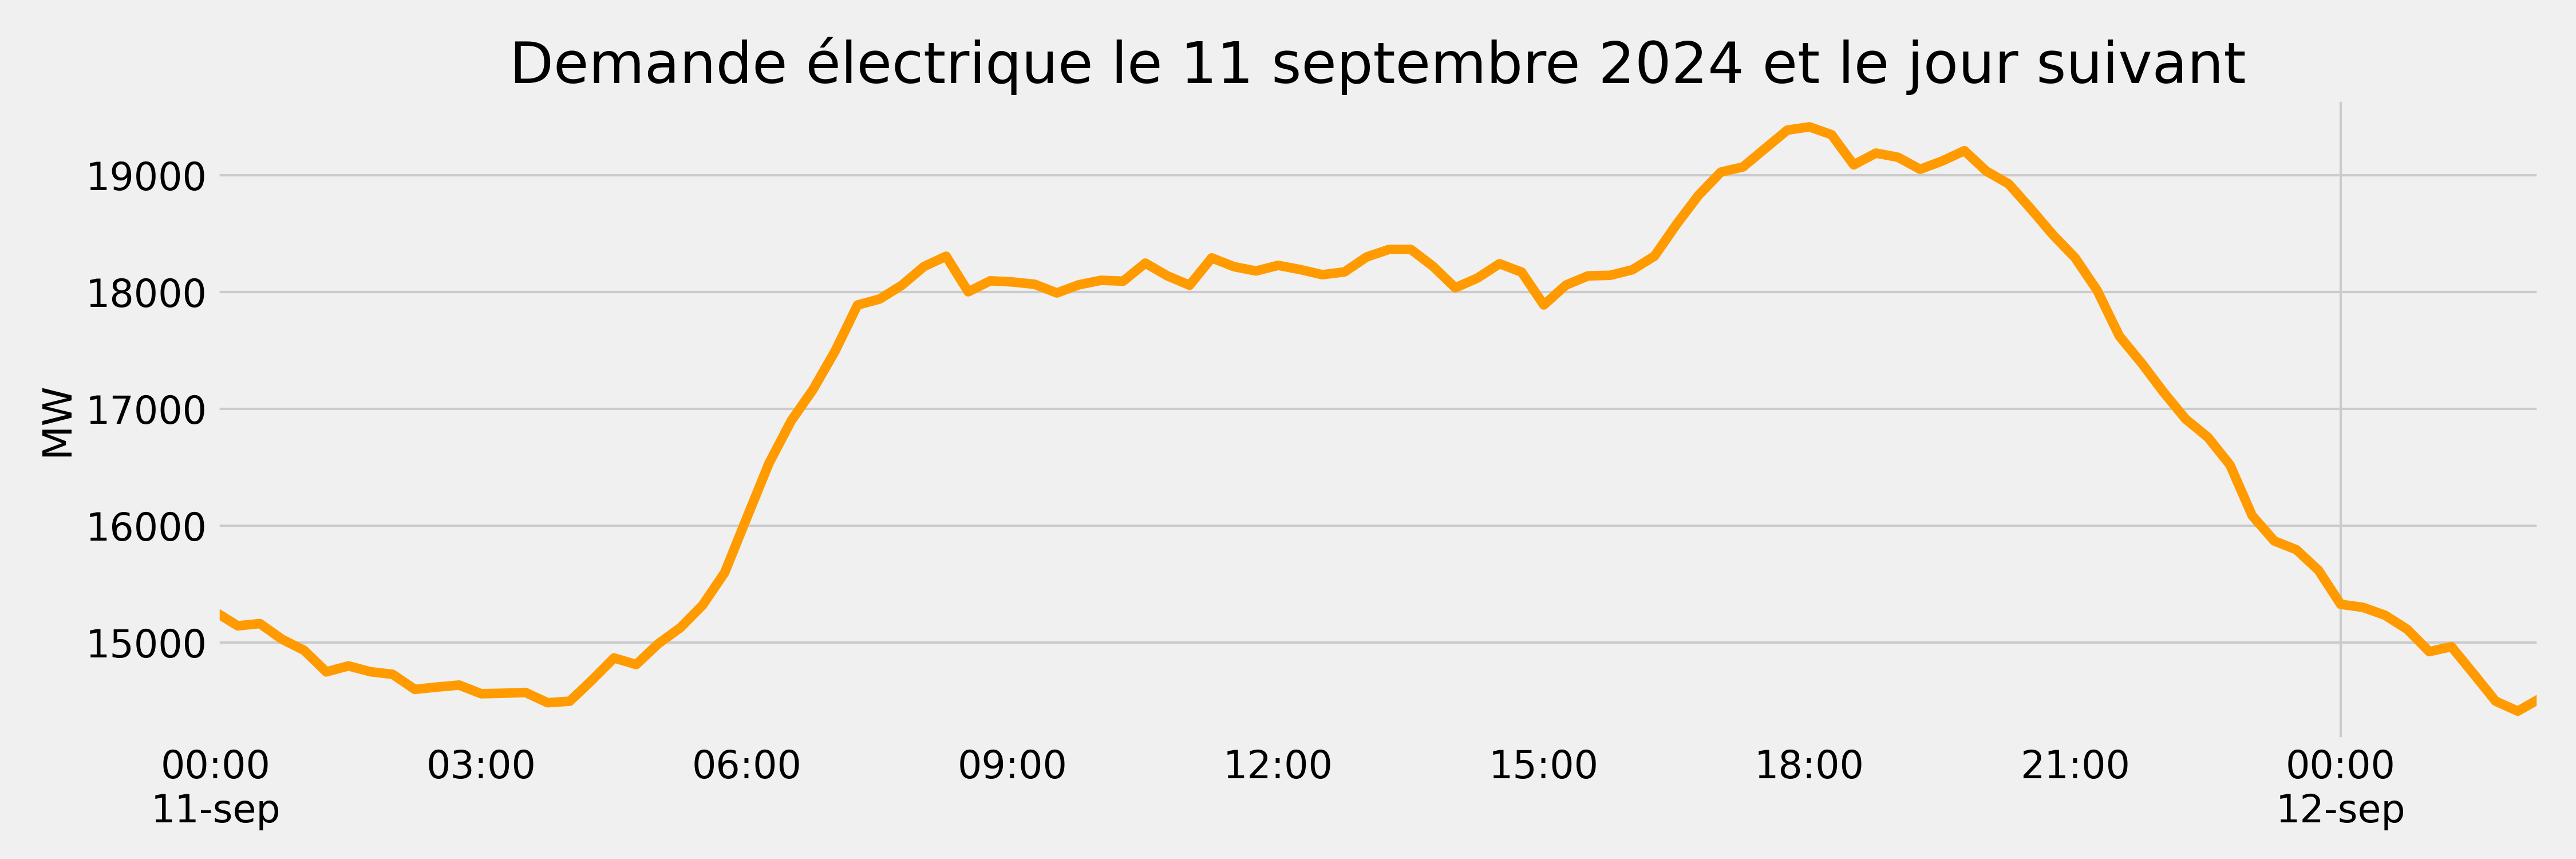 Demande électrique le 11 septembre 2024 et le jour suivant
MW
19000
18000
17000
16000
15000
00:00 03:00 06:00 09:00 12:00 15:00 18:00 21:00 00:00
11-sep 12-sep